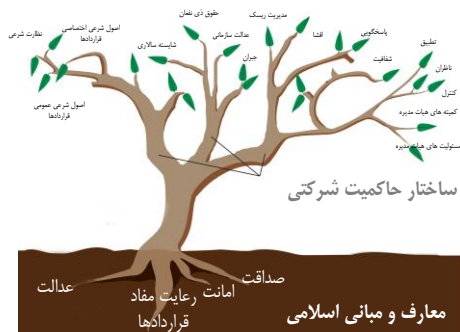 حقوق ذی نفعان
مدیریت ریسک
پاسخگویی
افشا
اصول شرعی اختصاصی
قراردادها
نظارت شرعی
عدالت سازمانی
شایسته سالاری
جبران
شفافیت
تطبیق
ناظران
کنترل
کمیته های هیات مدیره
مسئولیت های هیات مدیره
اصول شرعی عمومی
قراردادها
ساختار حاکمیت شرکتی
صداقت
امانت
رعایت مفاد
قراردادها
عدالت
معارف و مبانی اسلامی